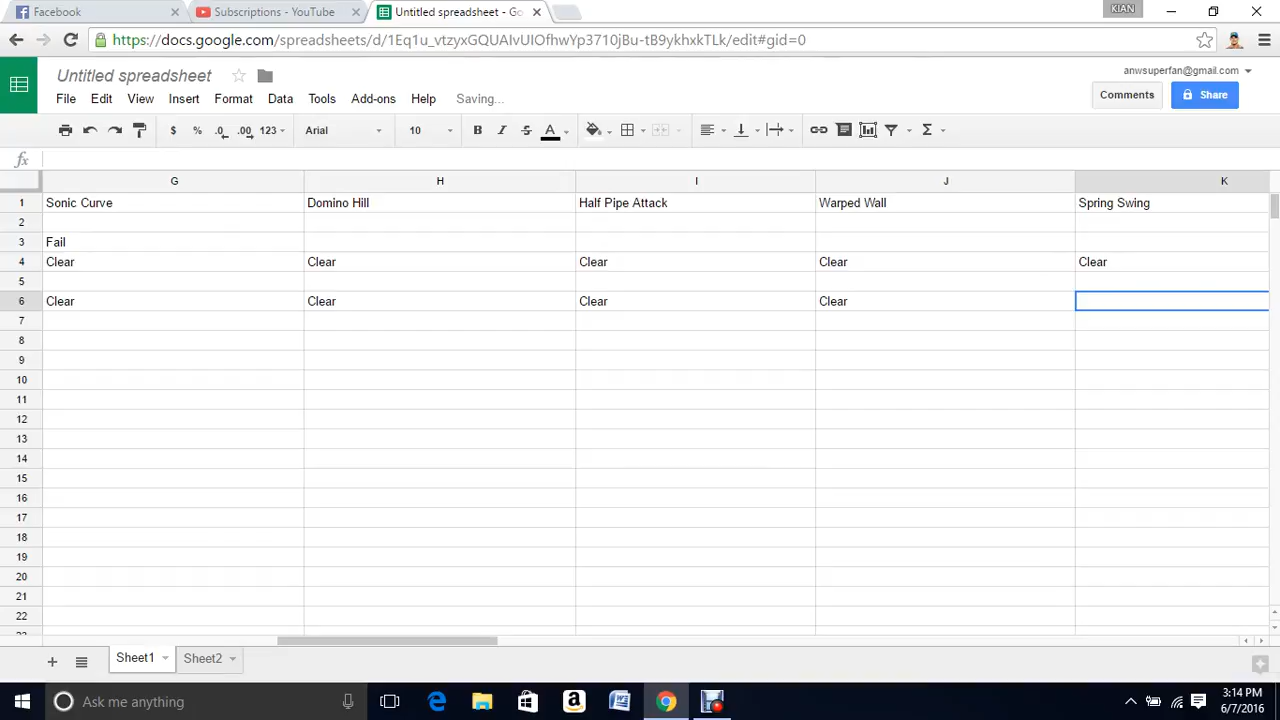 Facebook
Subscriptions - YouTube
Untitled spreadsheet - Go
KIAN
https://docs.google.com/spreadsheets/d/1Eq1u_vtzyxGQUAIvUIOfhwYp3710jBu-tB9ykhxkTLk/edit#gid=0
Untitled spreadsheet
anwsuperfan@gmail.com
File Edit View Insert Format Data Tools Add-ons Help Saving...
Comments
Share
$ % .0 .00 123 Arial 10 B I S A Σ
fx
G H I J K
1 Sonic Curve Domino Hill Half Pipe Attack Warped Wall Spring Swing
2
3 Fail
4 Clear Clear Clear Clear Clear
5
6 Clear Clear Clear Clear
7
8
9
10
11
12
13
14
15
16
17
18
19
20
21
22
23
+ Sheet1 Sheet2
Ask me anything
3:14 PM
6/7/2016